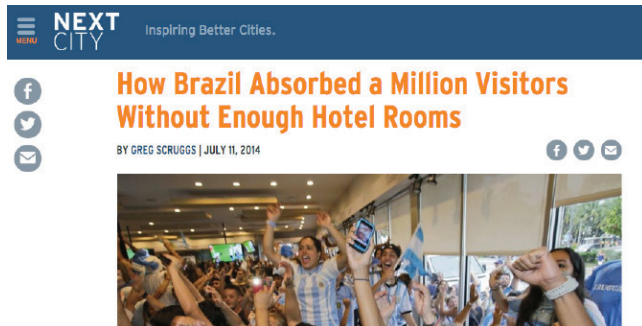 MENU
NEXT
CITY
Inspiring Better Cities.
How Brazil Absorbed a Million Visitors
Without Enough Hotel Rooms
BY GREG SCRUGGS | JULY 11, 2014